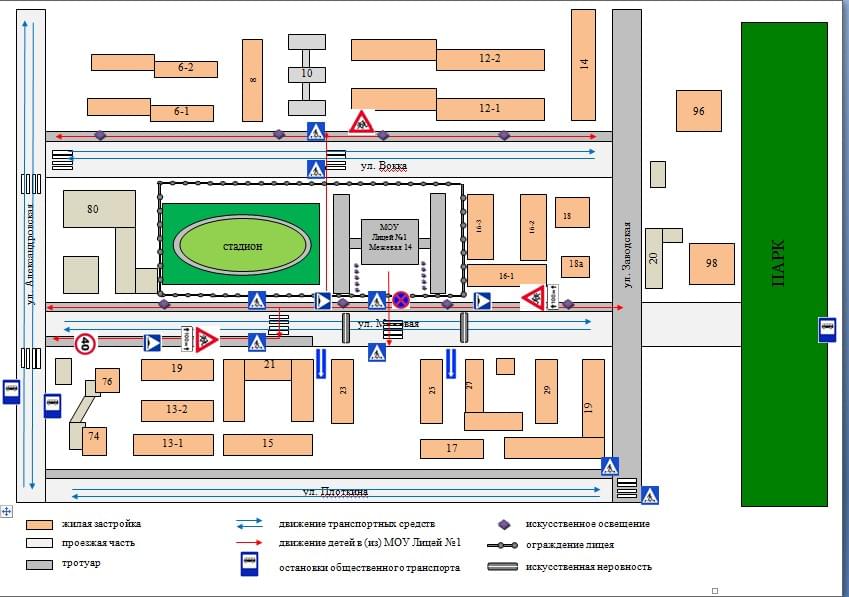 6-2
6-1
8
10
12-2
12-1
14
96
ул. Вокка
80
стадион
МОУ
Лицей №1
Межевая 14
16-3
16-2
18
18а
16-1
20
98
ПАРК
ул. Александровская
ул. Заводская
100м
40
100м
19
21
23
25
27
29
19
76
13-2
74
13-1
15
17
ул. Плоткина
жилая застройка
проезжая часть
тротуар
движение транспортных средств
движение детей в (из) МОУ Лицей №1
остановки общественного транспорта
искусственное освещение
ограждение лицея
искусственная неровность